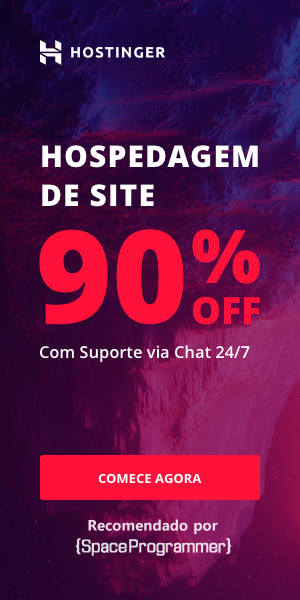 HOSTINGER
HOSPEDAGEM
DE SITE
90%
OFF
Com Suporte via Chat 24/7
COMECE AGORA
Recomendado por
{SpaceProgrammer}